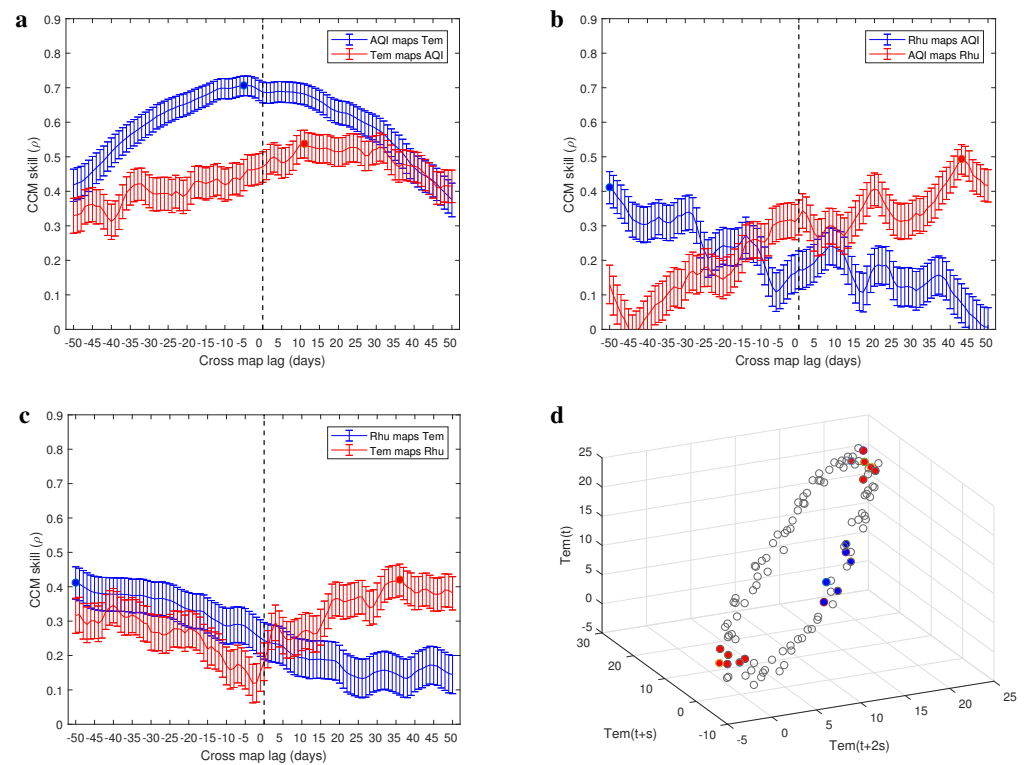 a
0.9
0.8
0.7
0.6
0.5
0.4
0.3
0.2
0.1
0
CCM skill (ρ)
AQI maps Tem
Tem maps AQI
-50 -45 -40 -35 -30 -25 -20 -15 -10 -5 0 5 10 15 20 25 30 35 40 45 50
Cross map lag (days)
b
0.9
0.8
0.7
0.6
0.5
0.4
0.3
0.2
0.1
0
CCM skill (ρ)
Rhu maps AQI
AQI maps Rhu
-50 -45 -40 -35 -30 -25 -20 -15 -10 -5 0 5 10 15 20 25 30 35 40 45 50
Cross map lag (days)
c
0.9
0.8
0.7
0.6
0.5
0.4
0.3
0.2
0.1
0
CCM skill (ρ)
Rhu maps Tem
Tem maps Rhu
-50 -45 -40 -35 -30 -25 -20 -15 -10 -5 0 5 10 15 20 25 30 35 40 45 50
Cross map lag (days)
d
25
20
15
10
5
0
-5
Tem(t)
30
20
10
0
-10
Tem(t+s)
-5
0
5
10
15
20
25
Tem(t+2s)